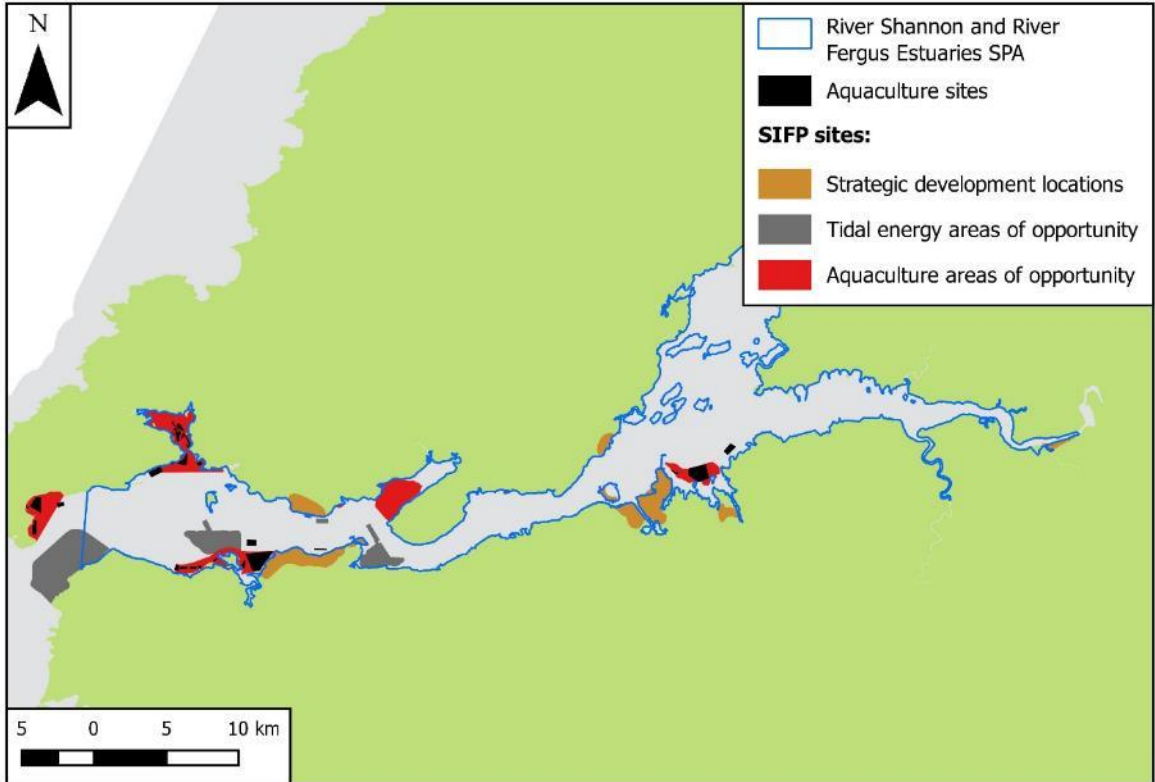 N
River Shannon and River
Fergus Estuaries SPA
Aquaculture sites
SIFP sites:
Strategic development locations
Tidal energy areas of opportunity
Aquaculture areas of opportunity
5 0 5 10 km